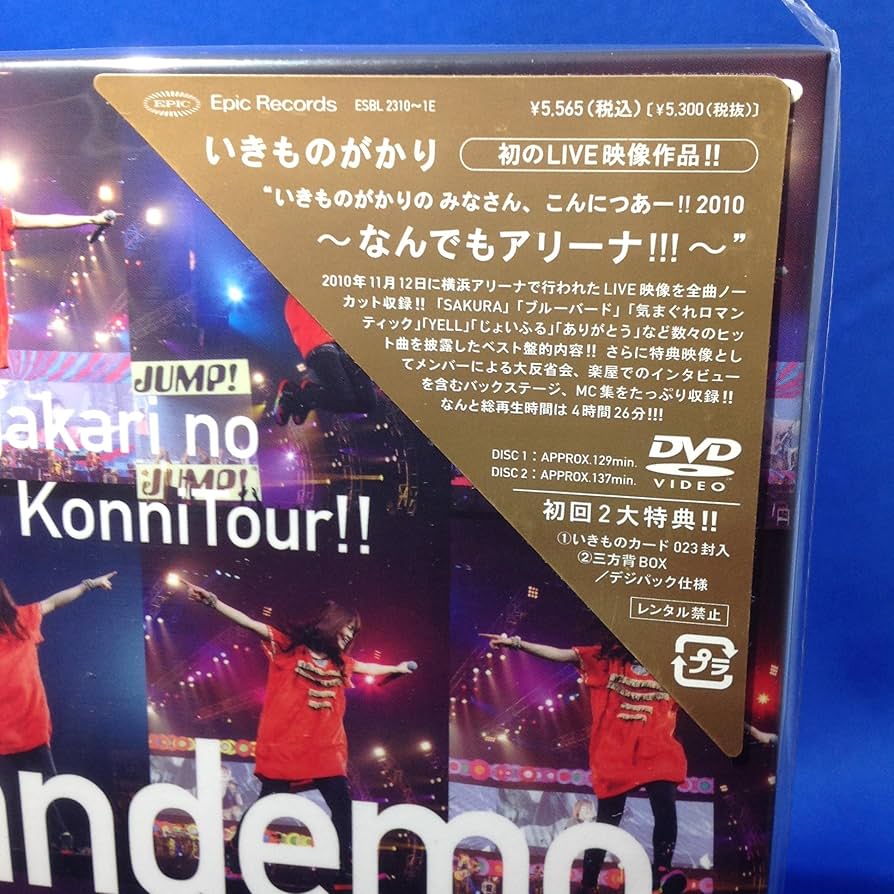 EPIC Epic Records ESBL 2310～1E ¥5,565(税込)[¥5,300(税抜)]
いきものがかり 初のLIVE映像作品!!
“いきものがかりの みなさん、こんにつあー!! 2010
～なんでもアリーナ!!!～”
2010年11月12日に横浜アリーナで行われたLIVE映像を全曲ノー
カット収録!!「SAKURA」「ブルーバード」「気まぐれロマン
ティック」「YELL」「じょいふる」「ありがとう」など数々のヒッ
ト曲を披露したベスト盤的内容!! さらに特典映像とし
てメンバーによる大反省会、楽屋でのインタビュー
を含むバックステージ、MC集をたっぷり収録!!
なんと総再生時間は4時間26分!!!
DISC 1：APPROX.129min.
DISC 2：APPROX.137min.
DVD
VIDEO
初回2大特典!!
①いきものカード023封入
②三方背BOX
／デジパック仕様
レンタル禁止
プラ
JUMP!
akari no
JUMP!
KonniTour!!
andemo